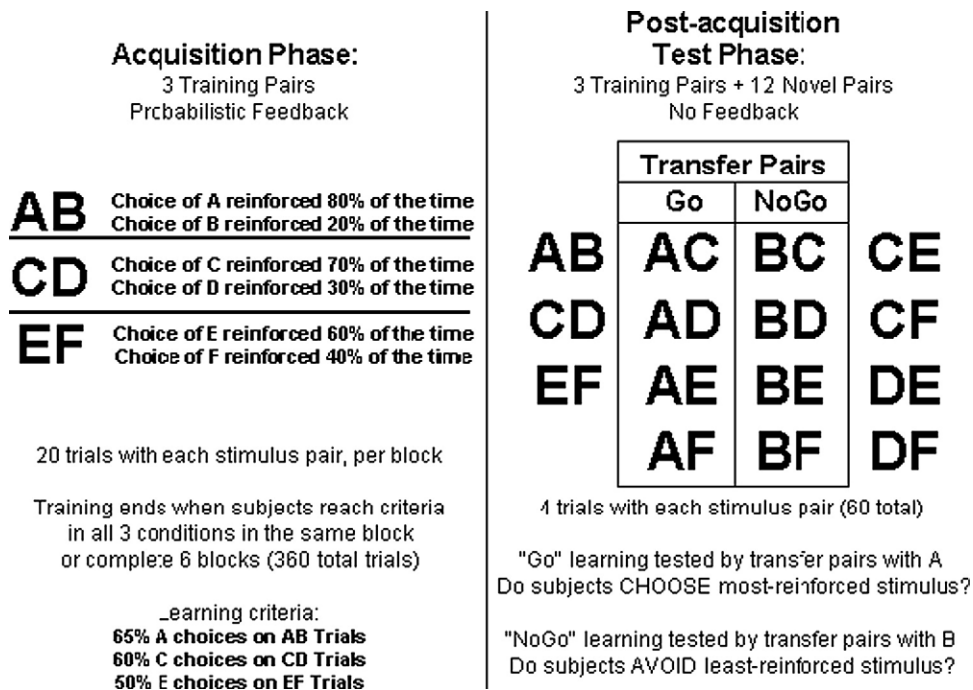 Acquisition Phase:
3 Training Pairs
Probabilistic Feedback
AB
Choice of A reinforced 80% of the time
Choice of B reinforced 20% of the time
CD
Choice of C reinforced 70% of the time
Choice of D reinforced 30% of the time
EF
Choice of E reinforced 60% of the time
Choice of F reinforced 40% of the time
20 trials with each stimulus pair, per block
Training ends when subjects reach criteria
in all 3 conditions in the same block
or complete 6 blocks (360 total trials)
Learning criteria:
65% A choices on AB Trials
60% C choices on CD Trials
50% E choices on EF Trials
Post-acquisition
Test Phase:
3 Training Pairs + 12 Novel Pairs
No Feedback
Transfer Pairs
Go NoGo
AB AC BC CE
CD AD BD CF
EF AE BE DE
AF BF DF
4 trials with each stimulus pair (60 total)
"Go" learning tested by transfer pairs with A
Do subjects CHOOSE most-reinforced stimulus?
"NoGo" learning tested by transfer pairs with B
Do subjects AVOID least-reinforced stimulus?